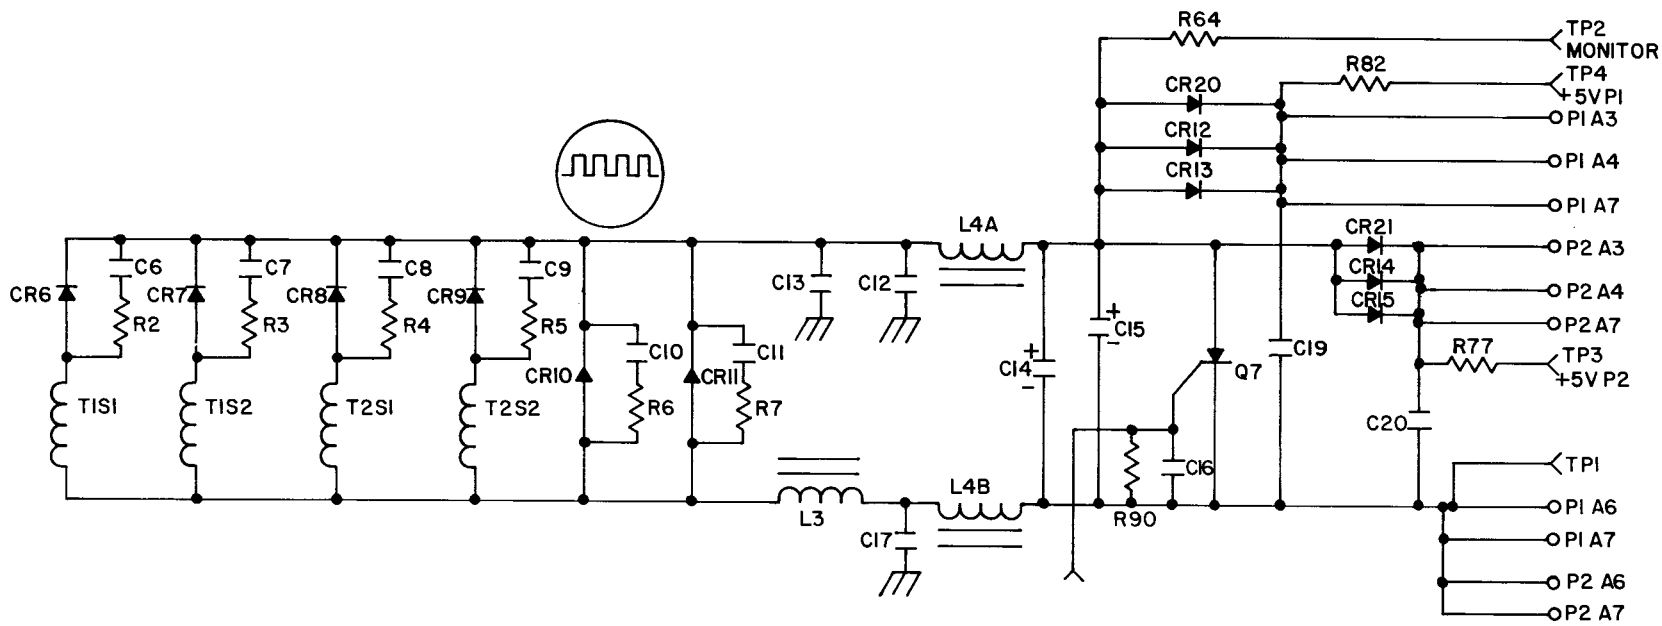 R64
TP2
MONITOR
R82
TP4
+5V P1
CR20
P1 A3
CR12
P1 A4
CR13
P1 A7
L4A
CR21
P2 A3
C6
C7
C8
C9
C13
C12
CR14
P2 A4
CR6
CR7
CR8
CR9
CR15
P2 A7
R2
R3
R4
R5
+
C15
-
C10
C11
C19
R77
TP3
+5V P2
+
C14
-
Q7
CR10
CR11
T1S1
T1S2
T2S1
T2S2
R6
R7
C20
C16
TP1
L4B
L3
R90
P1 A6
C17
P1 A7
P2 A6
P2 A7